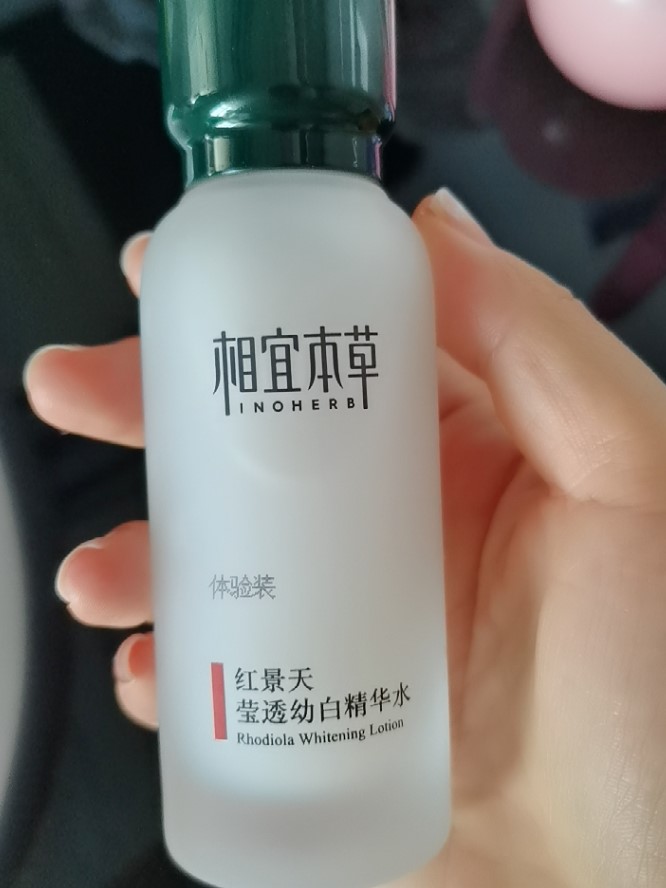 相宜本草
INOHERB
体验装
红景天
莹透幼白精华水
Rhodiola Whitening Lotion